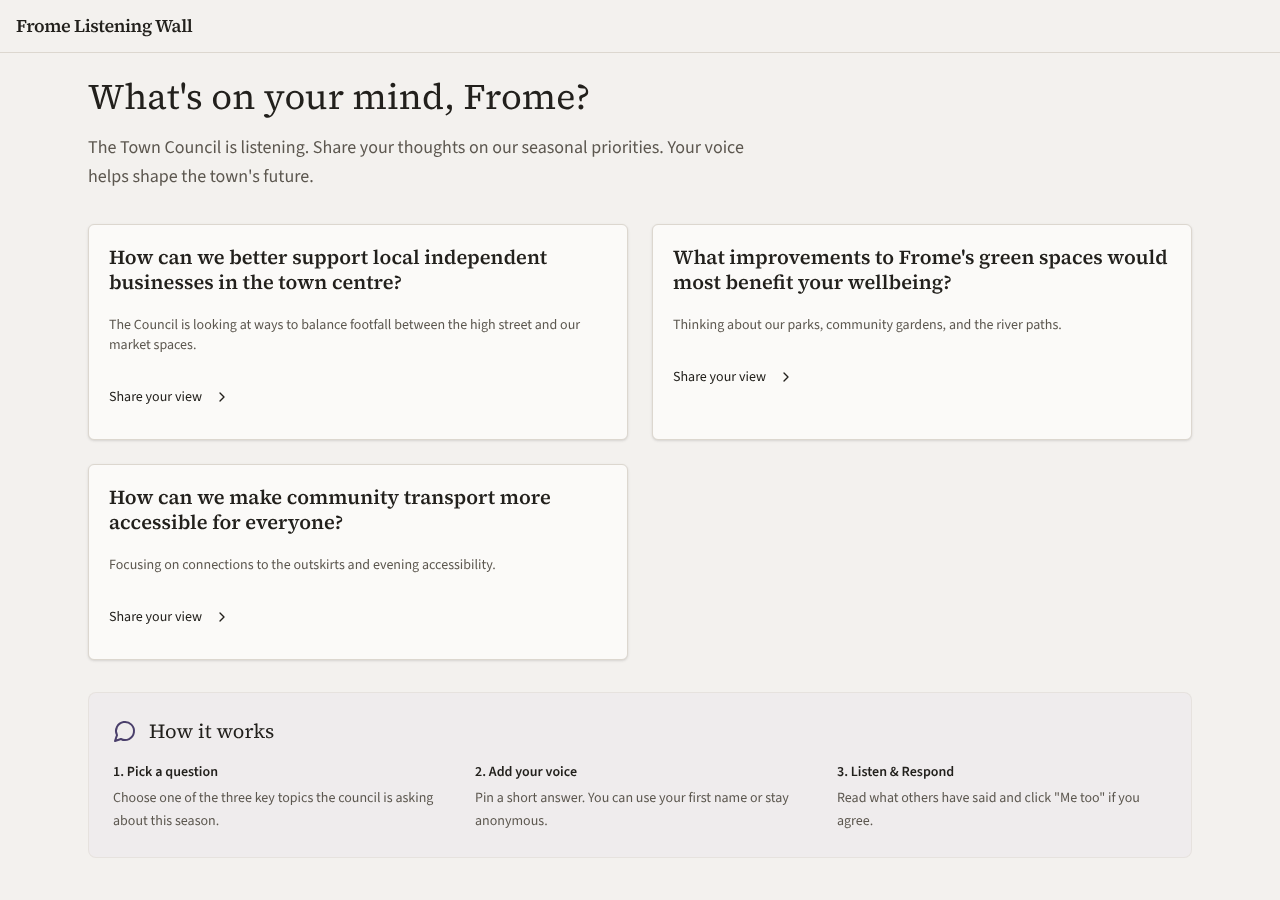 Frome Listening Wall
What's on your mind, Frome?
The Town Council is listening. Share your thoughts on our seasonal priorities. Your voice
helps shape the town's future.
How can we better support local independent
businesses in the town centre?
The Council is looking at ways to balance footfall between the high street and our
market spaces.
Share your view
What improvements to Frome's green spaces would
most benefit your wellbeing?
Thinking about our parks, community gardens, and the river paths.
Share your view
How can we make community transport more
accessible for everyone?
Focusing on connections to the outskirts and evening accessibility.
Share your view
How it works
1. Pick a question
Choose one of the three key topics the council is asking
about this season.
2. Add your voice
Pin a short answer. You can use your first name or stay
anonymous.
3. Listen & Respond
Read what others have said and click "Me too" if you
agree.